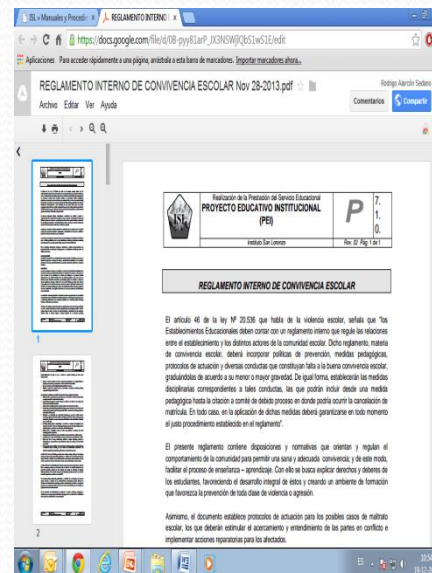 ISL » Manuales y Procedir
REGLAMENTO INTERNO
https://docs.google.com/file/d/0B-pyy81arP_JX3NSWjlQbS1wS1E/edit
Aplicaciones Para acceder rápidamente a una página, arrástrala a esta barra de marcadores. Importar marcadores ahora...
REGLAMENTO INTERNO DE CONVIVENCIA ESCOLAR Nov 28-2013.pdf
Rodrigo Alarcón Sedano
Archivo Editar Ver Ayuda
Comentarios
Compartir
1
2
ISL
Realización de la Prestación del Servicio Educacional
PROYECTO EDUCATIVO INSTITUCIONAL
(PEI)
Instituto San Lorenzo
P
7.
1.
0.
Rev. 02 Pág 1 de 1
REGLAMENTO INTERNO DE CONVIVENCIA ESCOLAR
El artículo 46 de la ley Nº 20.536 que habla de la violencia escolar, señala que "los
Establecimientos Educacionales deben contar con un reglamento interno que regule las relaciones
entre el establecimiento y los distintos actores de la comunidad escolar. Dicho reglamento, materia
de convivencia escolar, deberá incorporar políticas de prevención, medidas pedagógicas,
protocolos de actuación y diversas conductas que constituyan falta a la buena convivencia escolar,
graduándolas de acuerdo a su menor o mayor gravedad. De igual forma, establecerán las medidas
disciplinarias correspondientes a tales conductas, las que podrán incluir desde una medida
pedagógica hasta la citación a comité de debido proceso en donde podría ocurrir la cancelación de
matrícula. En todo caso, en la aplicación de dichas medidas deberá garantizarse en todo momento
el justo procedimiento establecido en el reglamento".
El presente reglamento contiene disposiciones y normativas que orientan y regulan el
comportamiento de la comunidad para permitir una sana y adecuada convivencia; y de este modo,
facilitar el proceso de enseñanza – aprendizaje. Con ello se busca explicar derechos y deberes de
los estudiantes, favoreciendo el desarrollo integral de éstos y creando un ambiente de formación
que favorezca la prevención de toda clase de violencia o agresión.
Asimismo, el documento establece protocolos de actuación para los posibles casos de maltrato
escolar, los que deberán estimular el acercamiento y entendimiento de las partes en conflicto e
implementar acciones reparatorias para los afectados.
ES
10:54